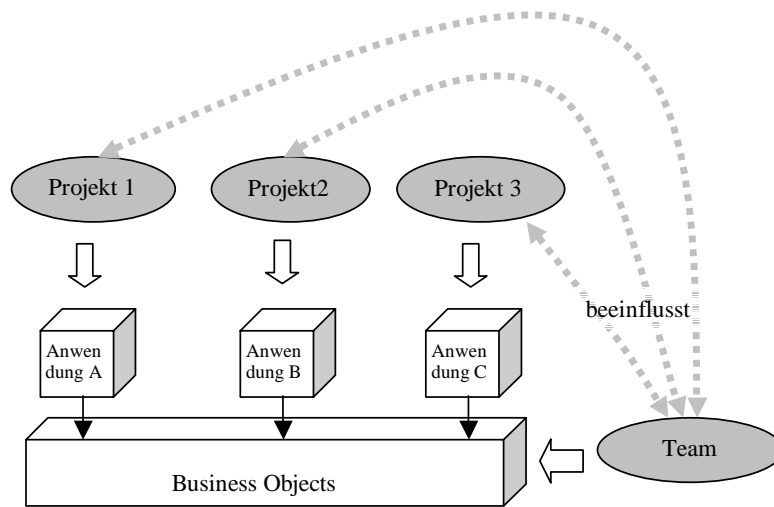 Projekt 1
Projekt2
Projekt 3
beeinflusst
Anwen
dung A
Anwen
dung B
Anwen
dung C
Team
Business Objects